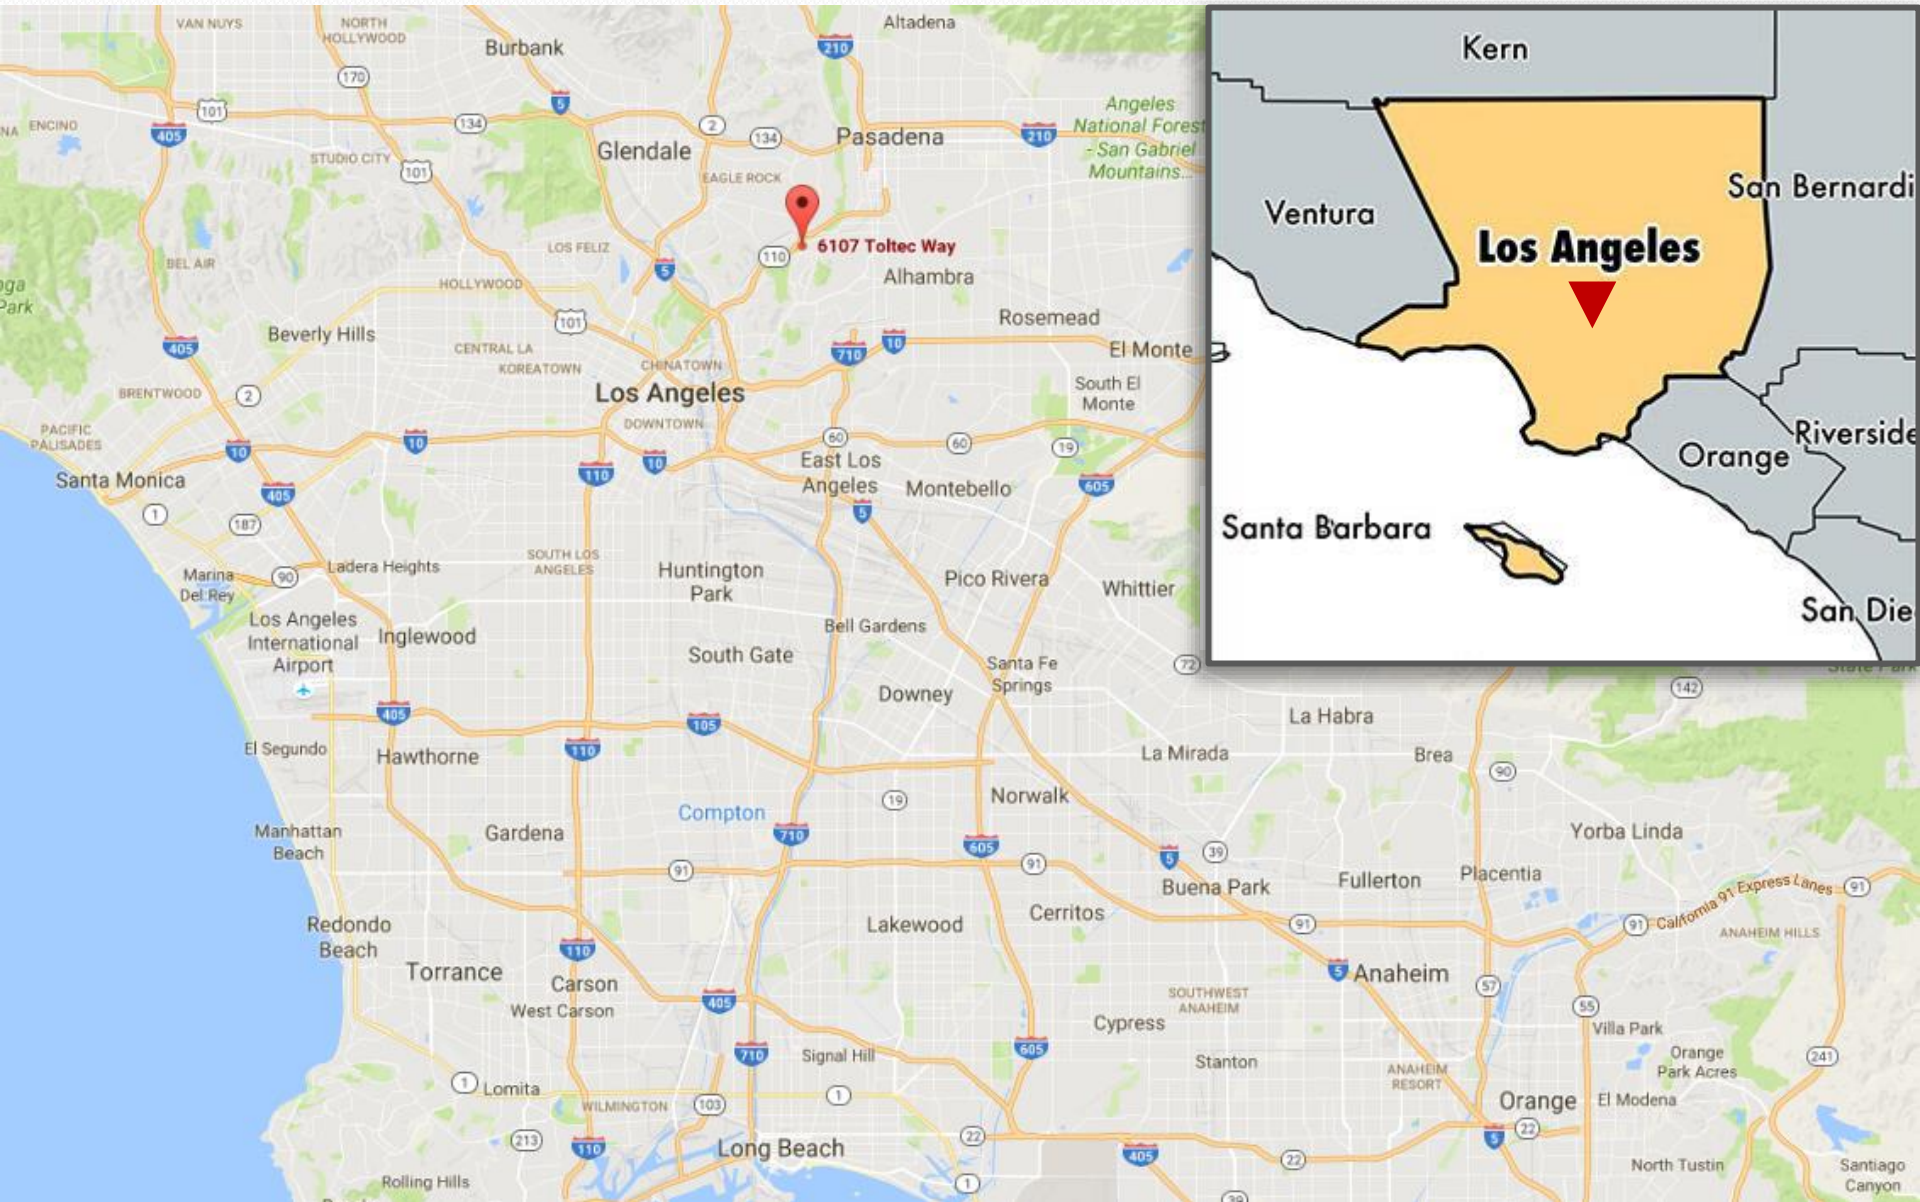 VAN NUYS
NORTH
HOLLYWOOD
Burbank
Altadena
210
170
101
5
134
2
134
Pasadena
210
Angeles
National Forest
- San Gabriel
Mountains...
NA
ENCINO
405
STUDIO CITY
101
Glendale
EAGLE ROCK
LOS FELIZ
110
6107 Toltec Way
BEL AIR
5
Alhambra
oga
Park
HOLLYWOOD
101
Rosemead
Beverly Hills
405
CENTRAL LA
KOREATOWN
CHINATOWN
710
10
El Monte
BRENTWOOD
2
Los Angeles
South El
Monte
DOWNTOWN
PACIFIC
PALISADES
10
10
60
60
19
Santa Monica
405
110
10
East Los
Angeles
Montebello
605
1
187
5
SOUTH LOS
ANGELES
Marina
Del Rey
90
Ladera Heights
Huntington
Park
Pico Rivera
Whittier
Los Angeles
International
Airport
Inglewood
Bell Gardens
South Gate
Santa Fe
Springs
72
Downey
405
105
110
El Segundo
Hawthorne
La Habra
142
State Park
La Mirada
Brea
90
Compton
19
Norwalk
Manhattan
Beach
Gardena
710
605
91
91
5
39
Yorba Linda
Buena Park
Fullerton
Placentia
California 91 Express Lanes
91
Redondo
Beach
Lakewood
Cerritos
91
91
ANAHEIM HILLS
110
Torrance
Carson
West Carson
405
5
Anaheim
57
SOUTHWEST
ANAHEIM
55
Cypress
Villa Park
710
Signal Hill
605
Stanton
ANAHEIM
RESORT
Orange
Park Acres
241
1
Lomita
WILMINGTON
103
1
Orange
El Modena
213
110
Long Beach
22
405
22
5
22
North Tustin
Santiago
Canyon
Rolling Hills
1
39
Kern
Ventura
San Bernardi
Los Angeles
Riverside
Orange
Santa Barbara
San Die